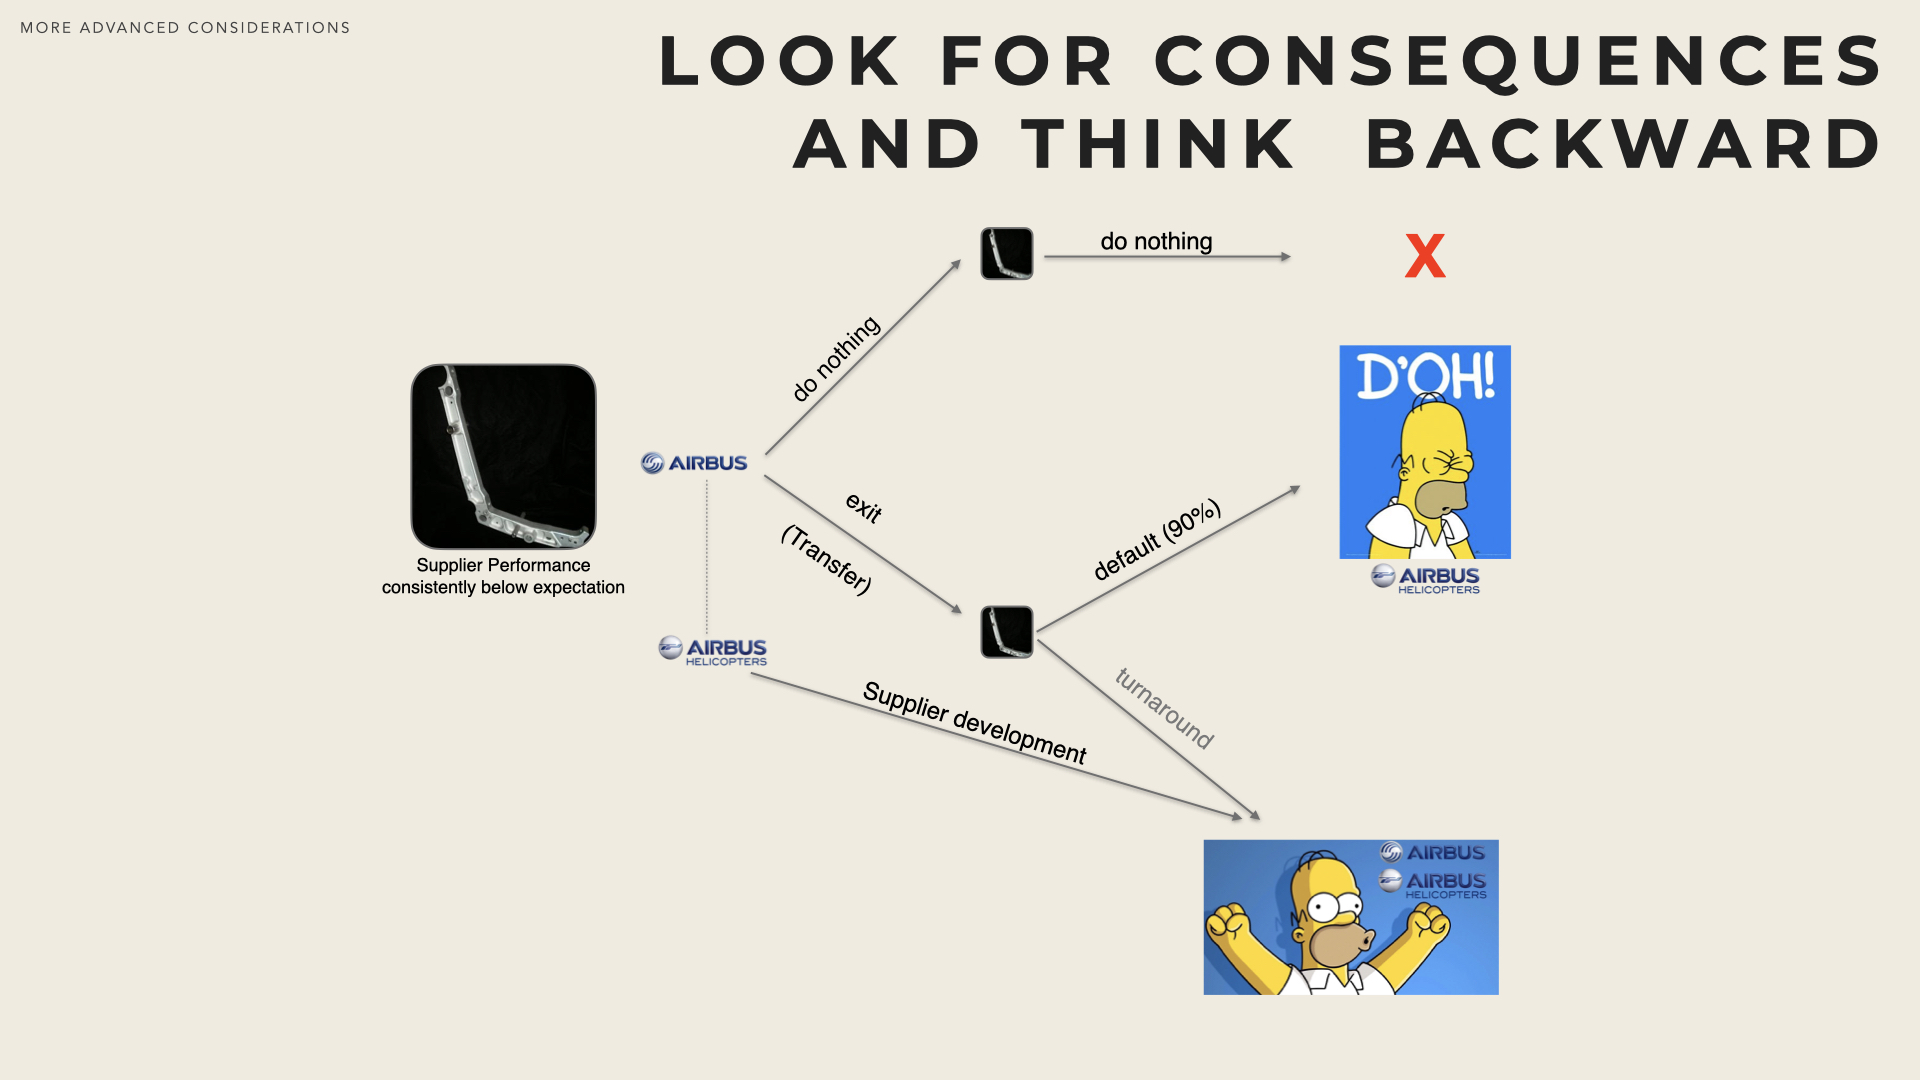 MORE ADVANCED CONSIDERATIONS
LOOK FOR CONSEQUENCES
AND THINK BACKWARD
do nothing
X
do nothing
D'OH!
AIRBUS
exit
(Transfer)
default (90%)
Supplier Performance
consistently below expectation
AIRBUS
HELICOPTERS
AIRBUS
HELICOPTERS
Supplier development
turnaround
AIRBUS
AIRBUS
HELICOPTERS